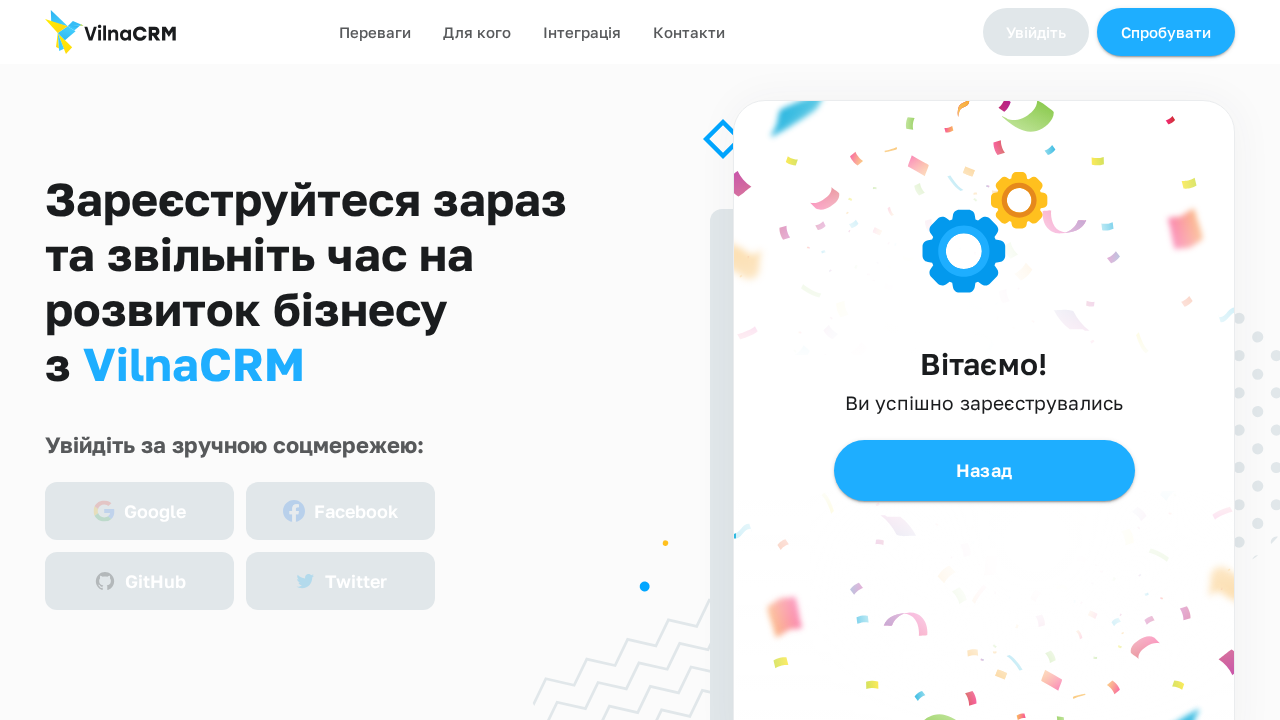 VilnaCRM
Переваги
Для кого
Інтеграція
Контакти
Увійдіть
Спробувати
Зареєструйтеся зараз
та звільніть час на
розвиток бізнесу
з VilnaCRM
Увійдіть за зручною соцмережею:
Google
Facebook
GitHub
Twitter
Вітаємо!
Ви успішно зареєструвались
Назад